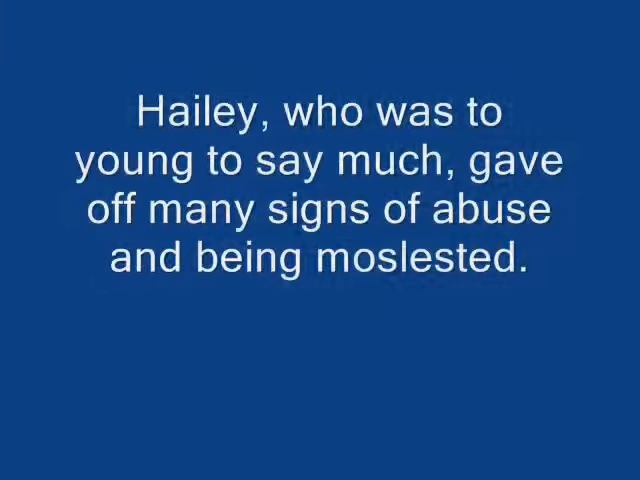 Hailey, who was to
young to say much, gave
off many signs of abuse
and being moslested.